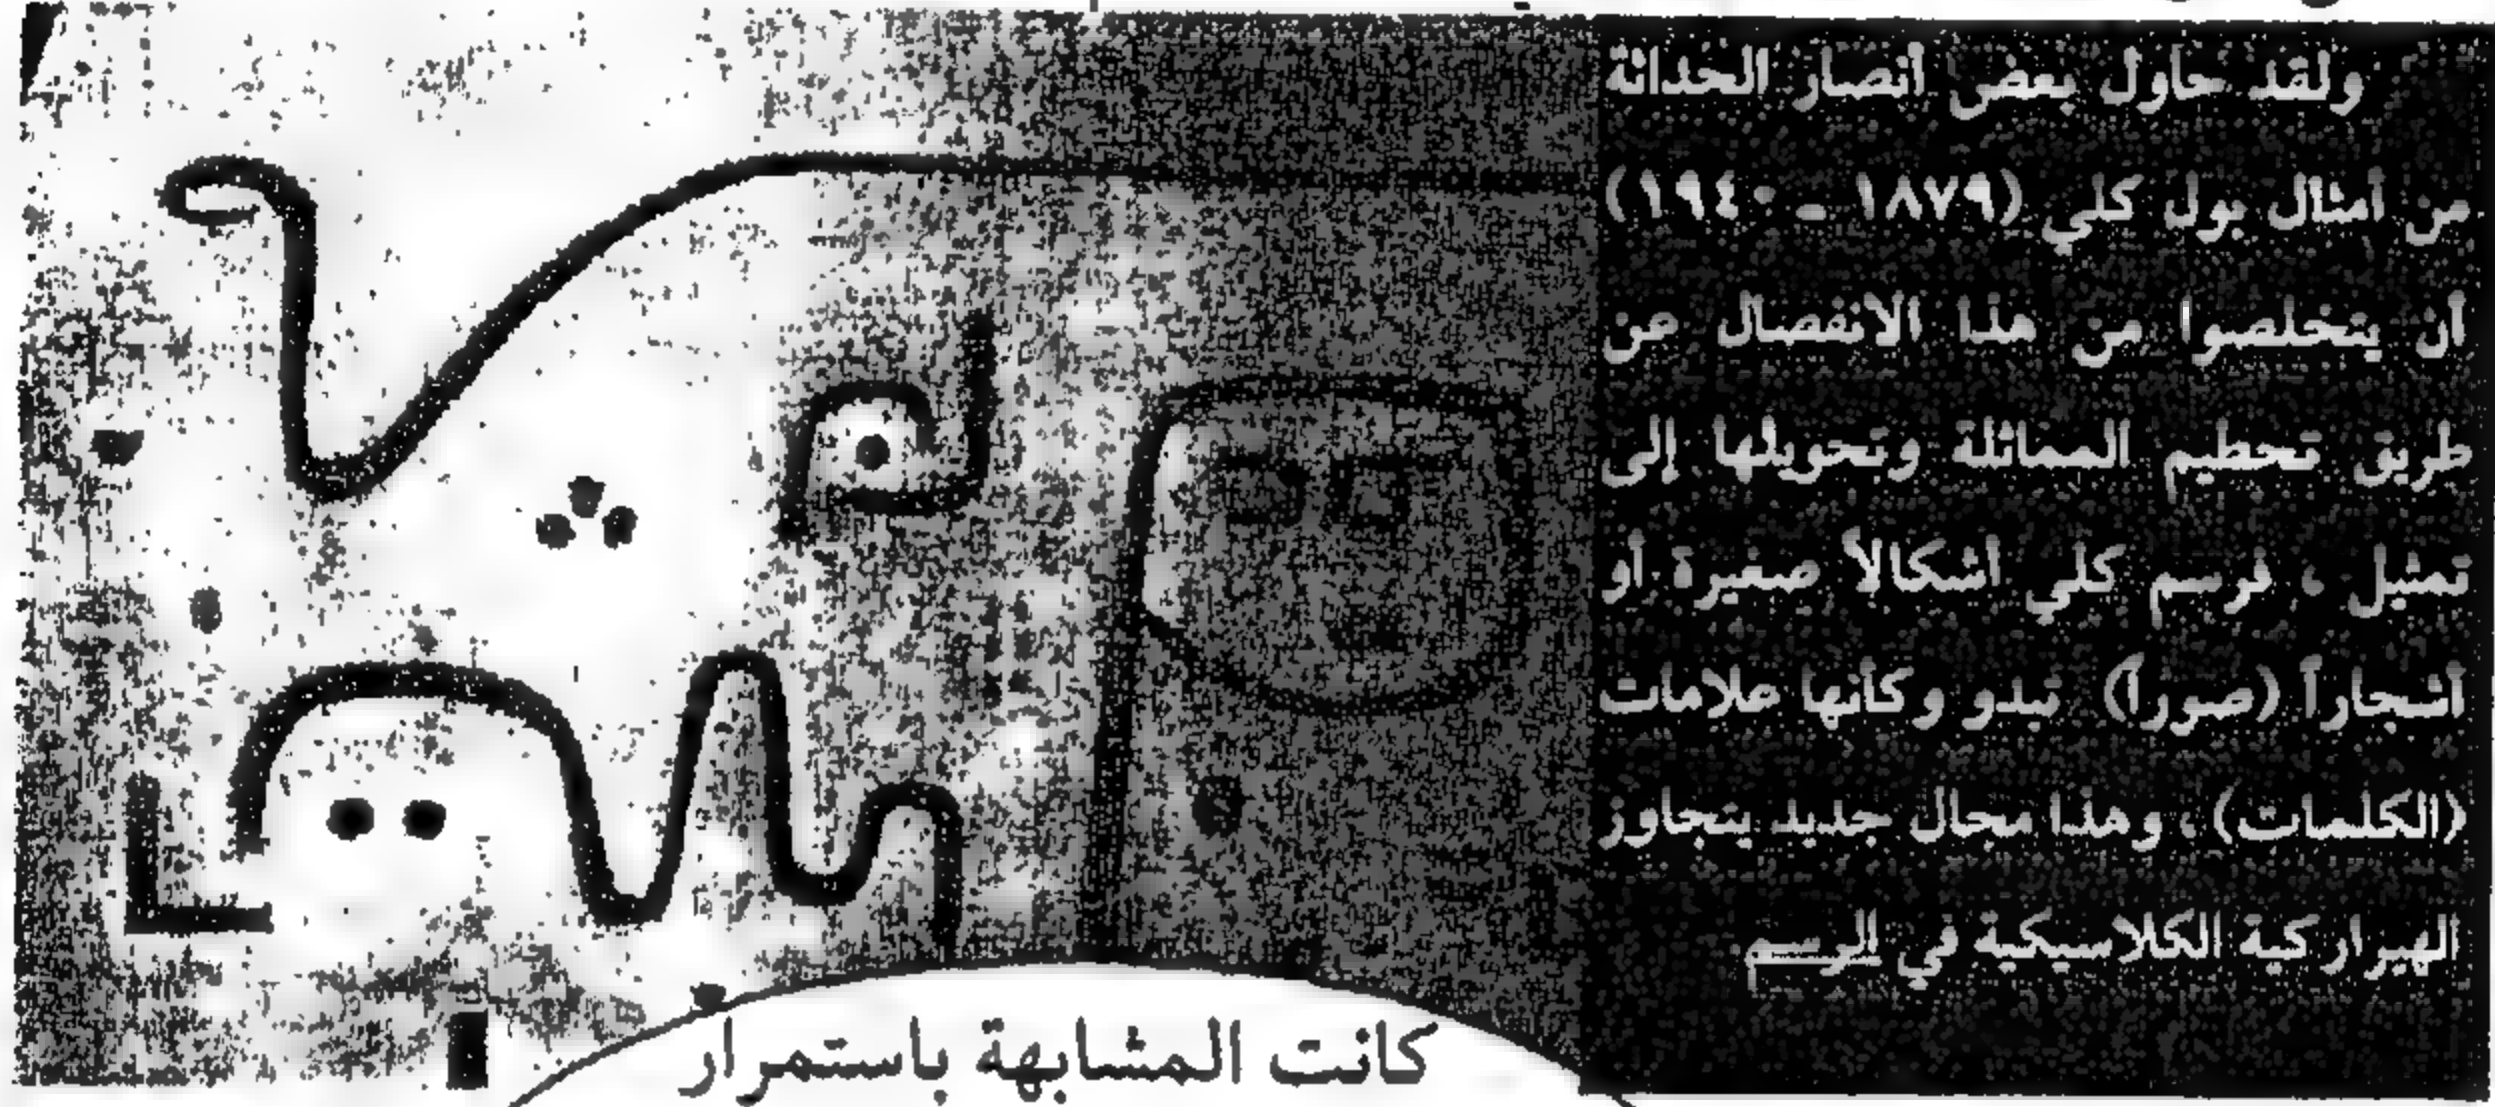 ولقد حاول بعض أنصار الحداثة
من أمثال بول كلي (١٨٧٩ ـ ١٩٤٠)
أن يتخلصوا من هذا الانفصال عن
طريق تحطيم المماثلة وتحويلها إلى
تمثيل ، فرسم كلي أشكالاً صغيرة أو
أشجاراً (صوراً) تبدو وكأنها علامات
(الكلمات) ، وهذا مجال جديد يتجاوز
الهيراركية الكلاسيكية في الرسم
كانت المشابهة باستمرار